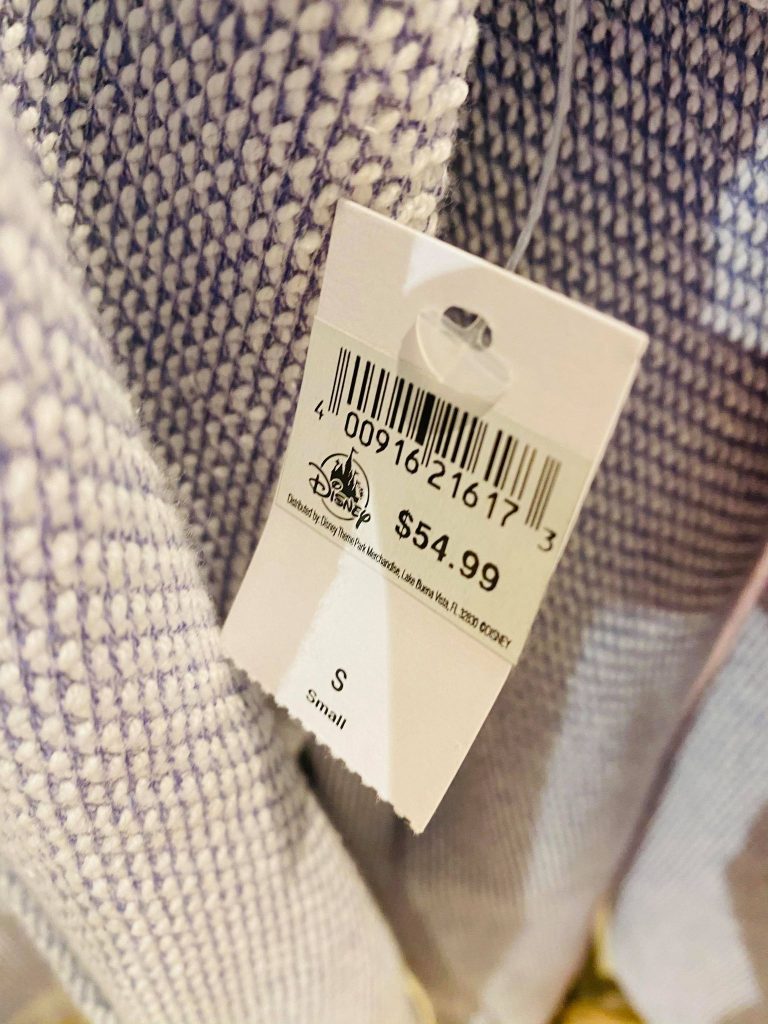 4 00916 21617 3
Disney
$54.99
Distributed by: Disney Theme Park Merchandise, Lake Buena Vista, FL 32830 ©DISNEY
S
Small